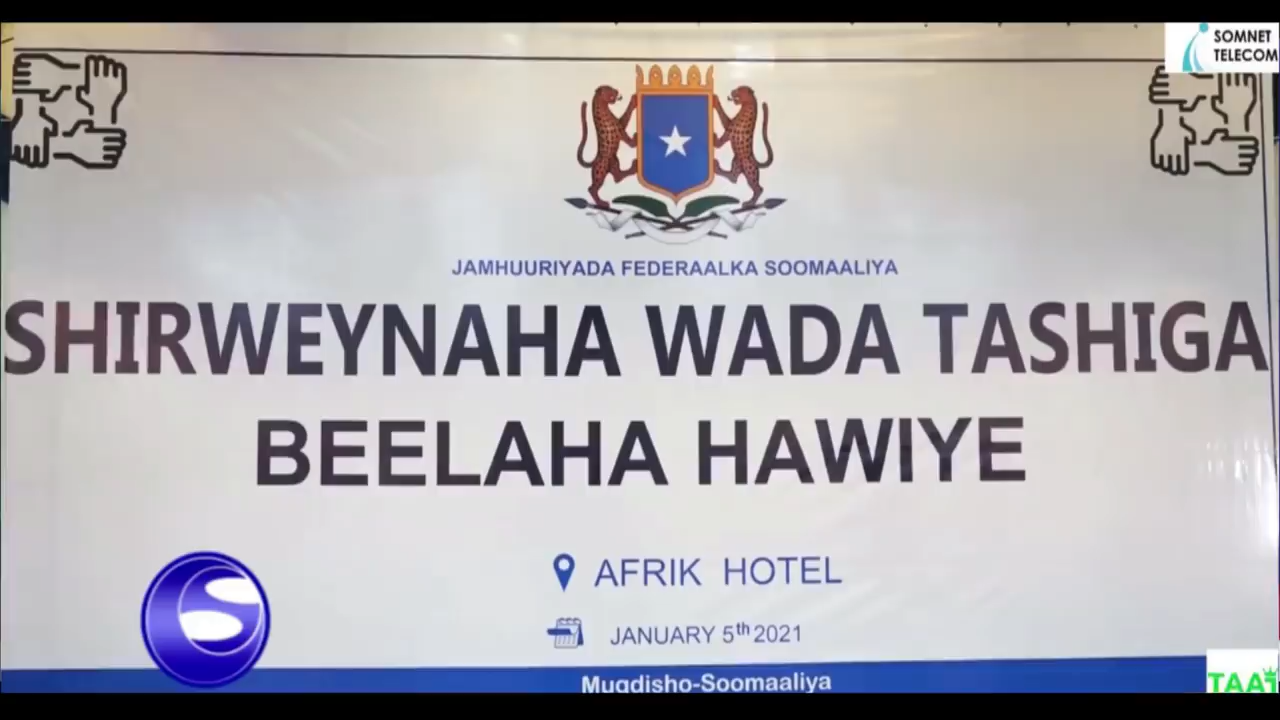 SOMNET
TELECOM
JAMHUURIYADA FEDERAALKA SOOMAALIYA
SHIRWEYNAHA WADA TASHIGA
BEELAHA HAWIYE
AFRIK HOTEL
JANUARY 5th 2021
Muqdisho-Soomaaliya